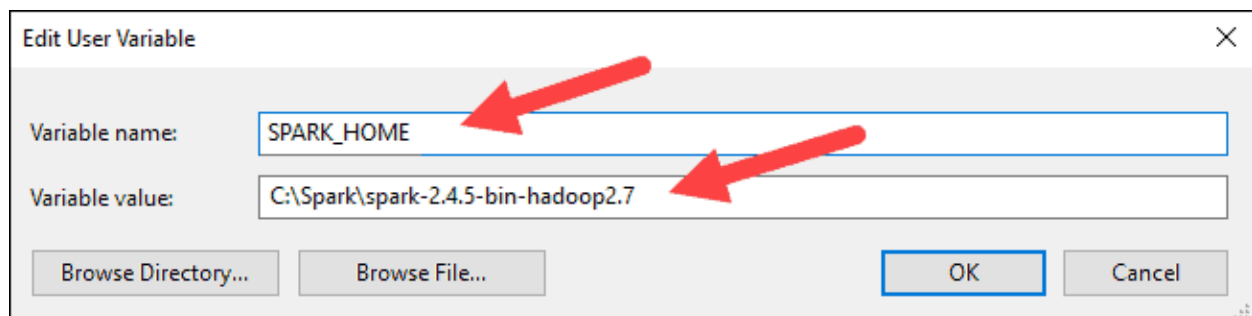 Edit User Variable
Variable name: SPARK_HOME
Variable value: C:\Spark\spark-2.4.5-bin-hadoop2.7
Browse Directory... Browse File... OK Cancel